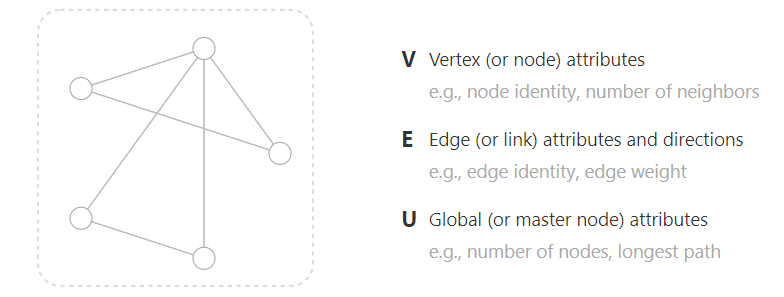 V Vertex (or node) attributes
e.g., node identity, number of neighbors
E Edge (or link) attributes and directions
e.g., edge identity, edge weight
U Global (or master node) attributes
e.g., number of nodes, longest path